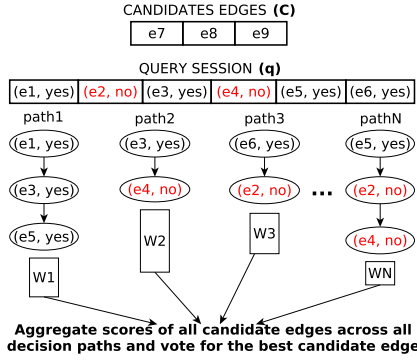 CANDIDATES EDGES (C)
e7 e8 e9
QUERY SESSION (q)
(e1, yes) (e2, no) (e3, yes) (e4, no) (e5, yes) (e6, yes)
path1 path2 path3 pathN
(e1, yes) (e3, yes) (e6, yes) (e5, yes)
(e3, yes) (e4, no) (e2, no) ... (e2, no)
(e5, yes) (e4, no)
W1 W2 W3 WN
Aggregate scores of all candidate edges across all
decision paths and vote for the best candidate edge